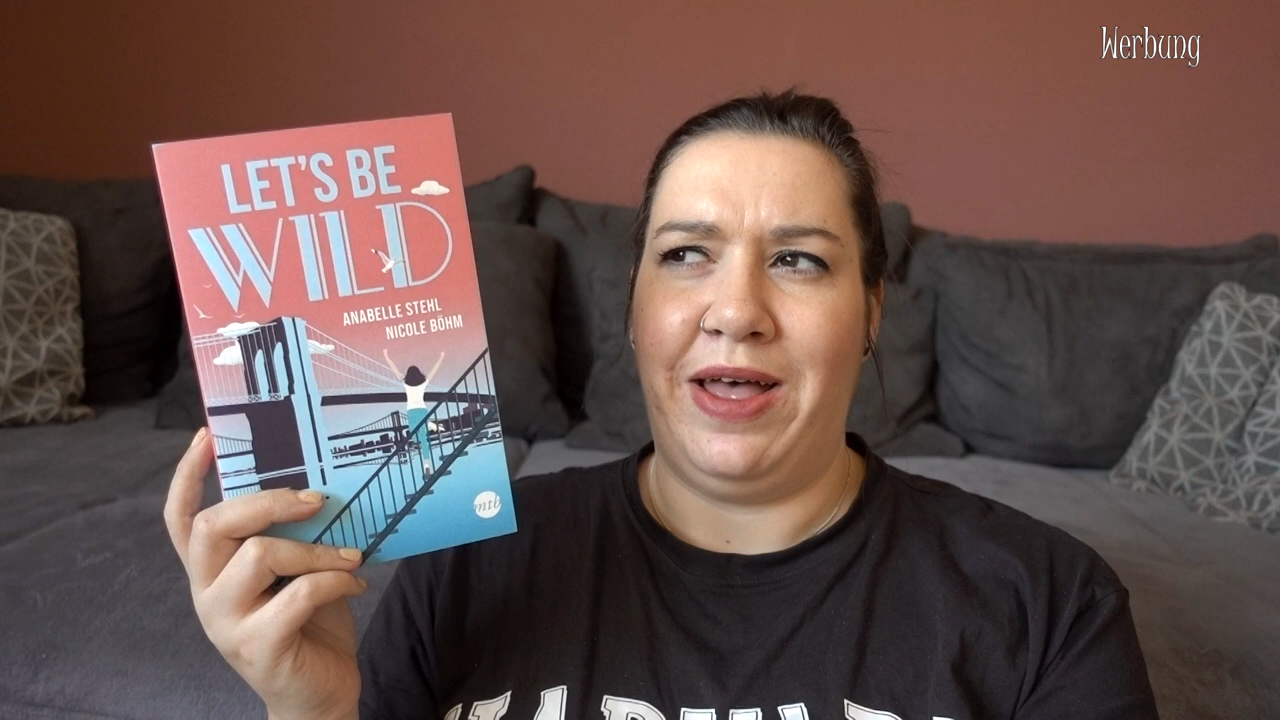 Werbung
LET'S BE
WILD
ANABELLE STEHL
NICOLE BÖHM
mtb